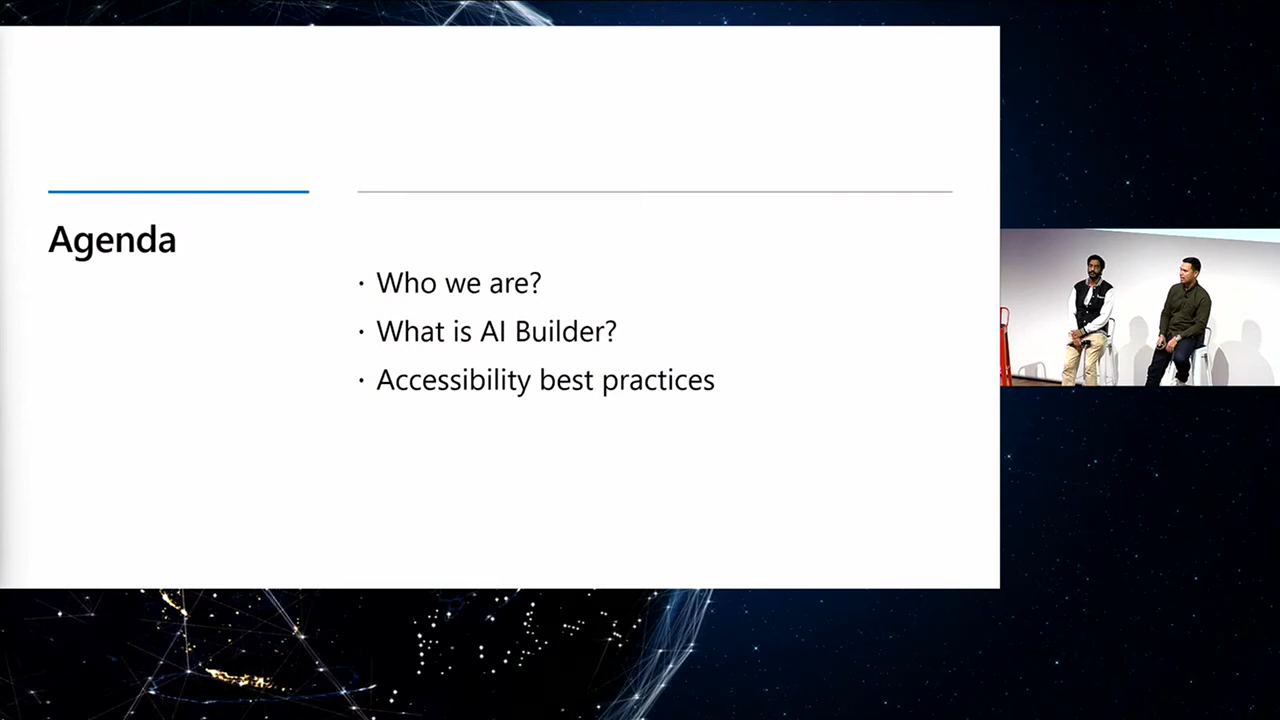 Agenda
· Who we are?
· What is AI Builder?
· Accessibility best practices